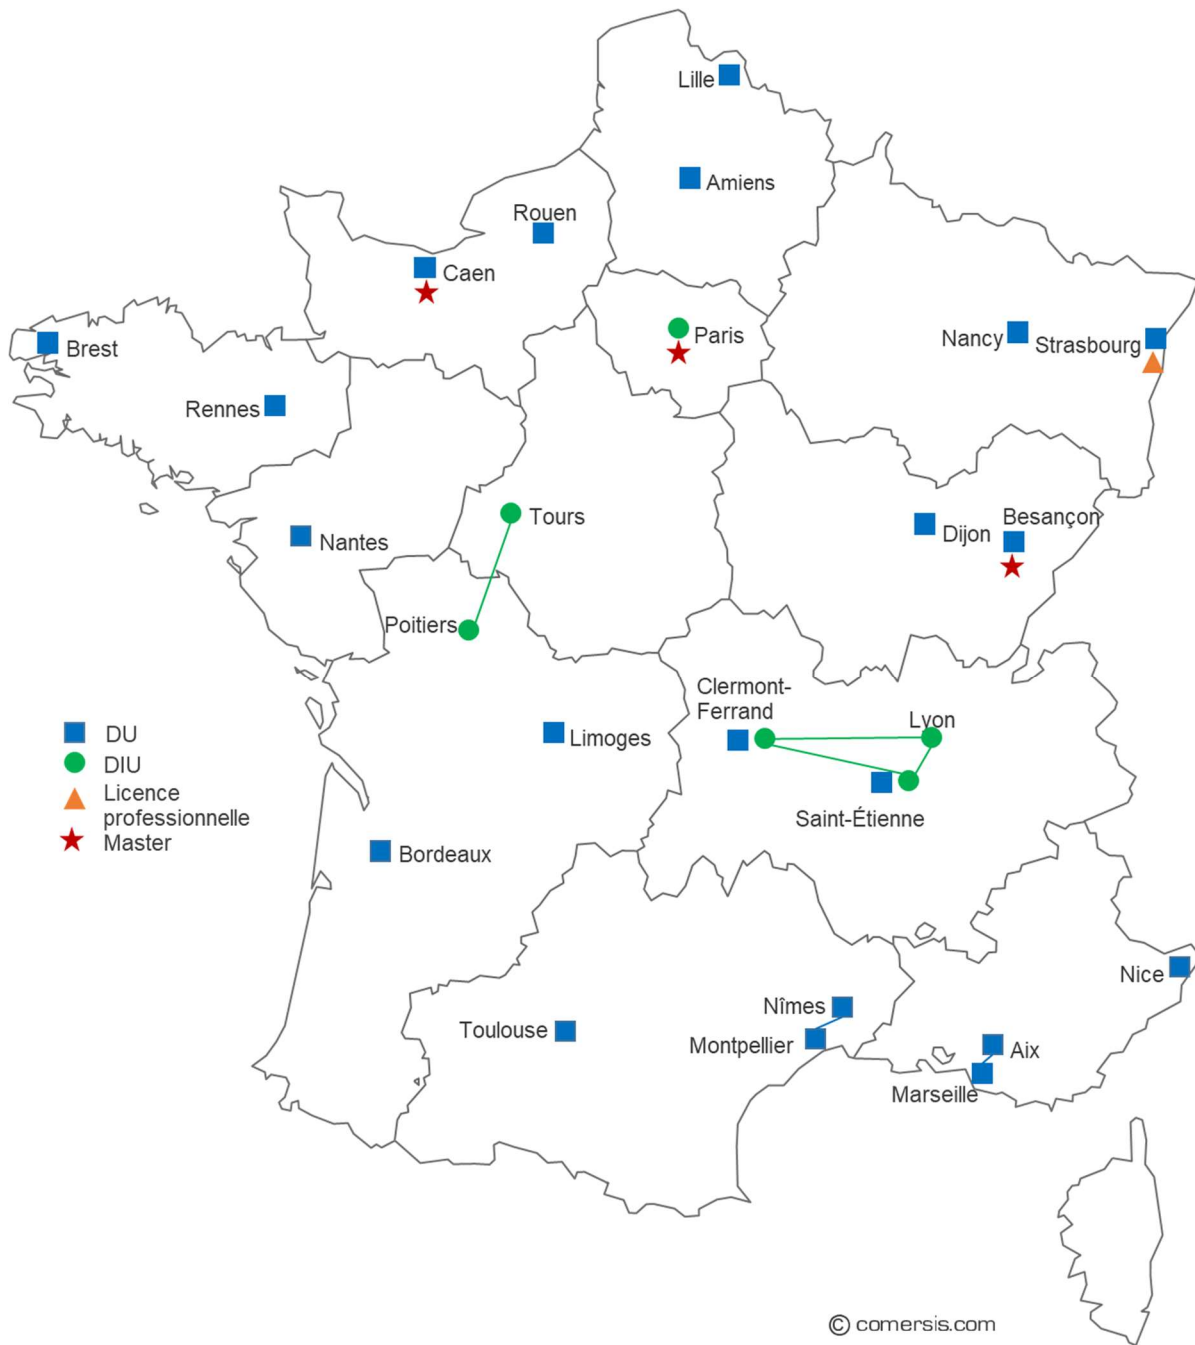 Lille
Amiens
Rouen
Caen
Paris
Nancy
Strasbourg
Brest
Rennes
Tours
Nantes
Besançon
Dijon
Poitiers
Clermont-
Ferrand
Lyon
Limoges
Saint-Étienne
DU
DIU
Licence
professionnelle
Master
Bordeaux
Nice
Nîmes
Toulouse
Montpellier
Aix
Marseille
© comersis.com